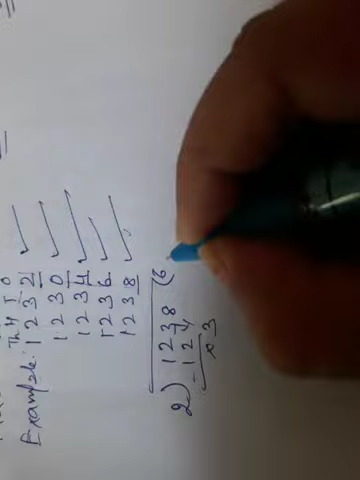 Th H T O
Example: 1 2 3 2
1 2 3 0
1 2 3 4
1 2 3 6
1 2 3 8
2) 1 2 3 8 (6
- 1 2
x 3